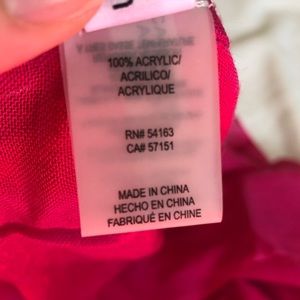 100% ACRYLIC/
ACRILICO/
ACRYLIQUE
RN# 54163
CA# 57151
MADE IN CHINA
HECHO EN CHINA
FABRIQUÉ EN CHINE